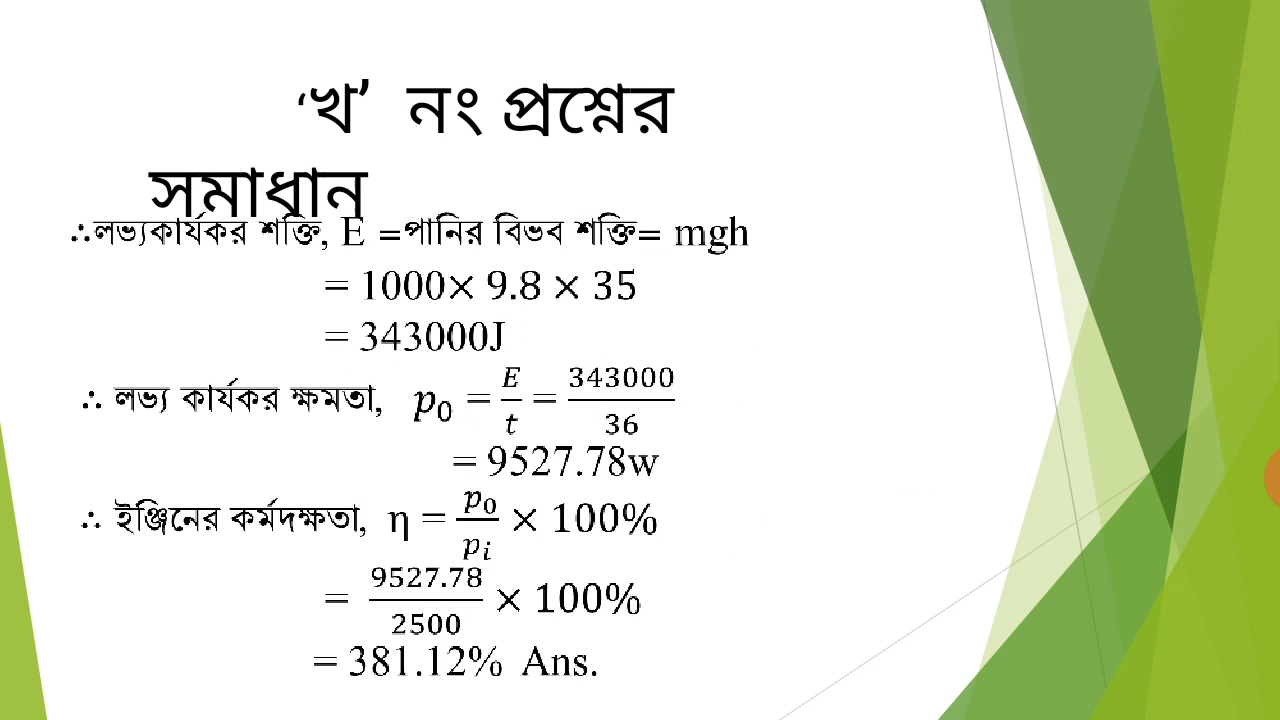 ‘খ’ নং প্রশ্নের
সমাধান
∴লভ্যকার্যকর শক্তি, E =পানির বিভব শক্তি= mgh
= 1000× 9.8 × 35
= 343000J
∴ লভ্য কার্যকর ক্ষমতা, p₀ = E/t = 343000/36
= 9527.78w
∴ ইঞ্জিনের কর্মদক্ষতা, η = p₀/pᵢ × 100%
= 9527.78/2500 × 100%
= 381.12% Ans.